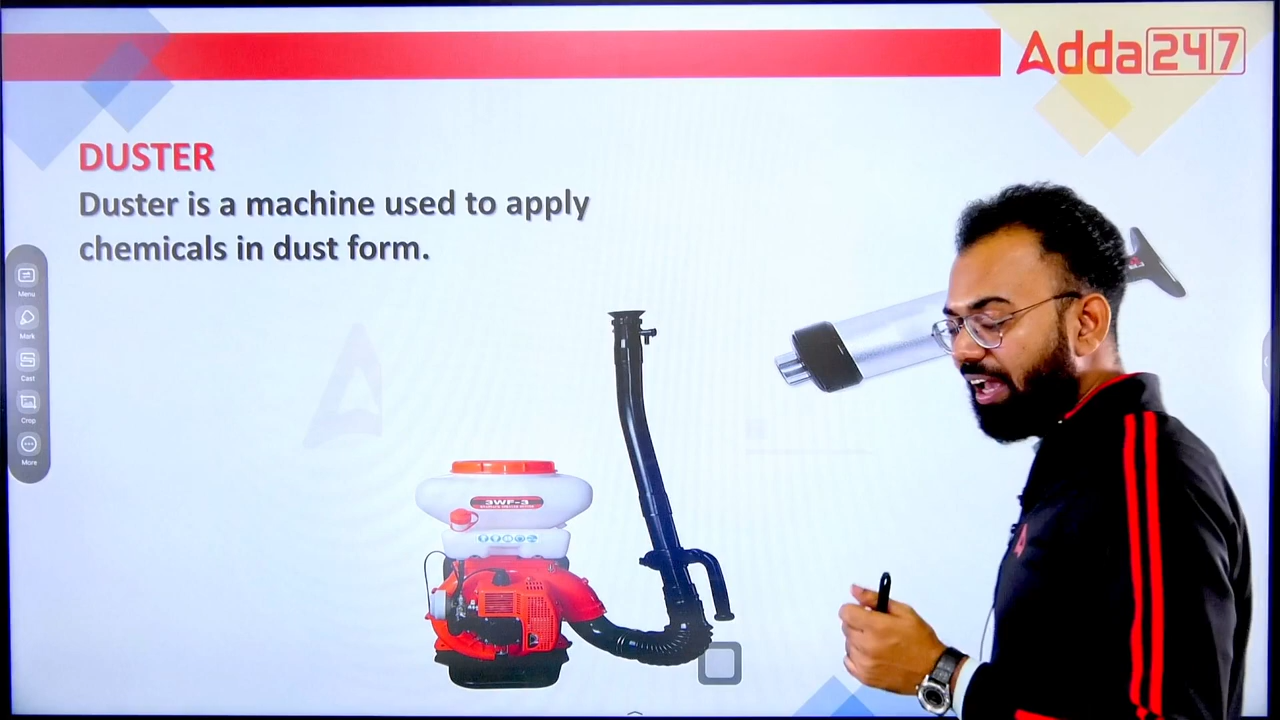 Adda247
DUSTER
Duster is a machine used to apply
chemicals in dust form.
Menu
Mark
Cast
Crop
More
3WF-3